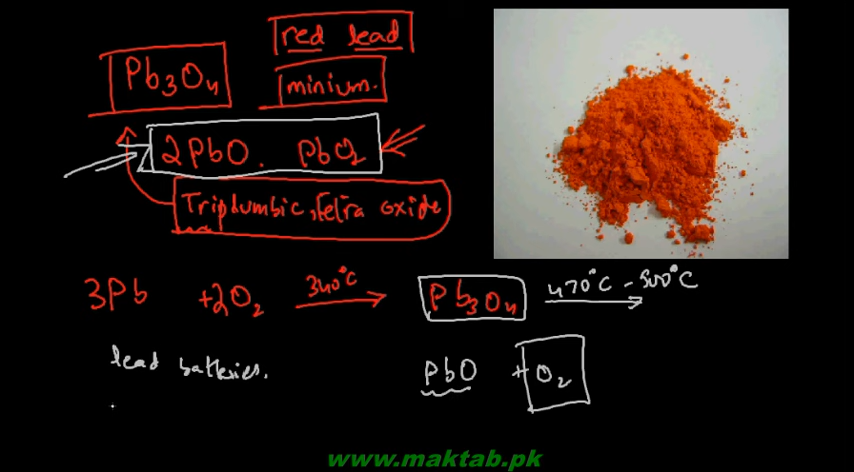 red lead
Pb3O4
minium.
2PbO. PbO2
Triplumbic, Tetra oxide
3Pb +2O2 340°C Pb3O4 470°C - 500°C
lead batteries. PbO + O2
www.maktab.pk